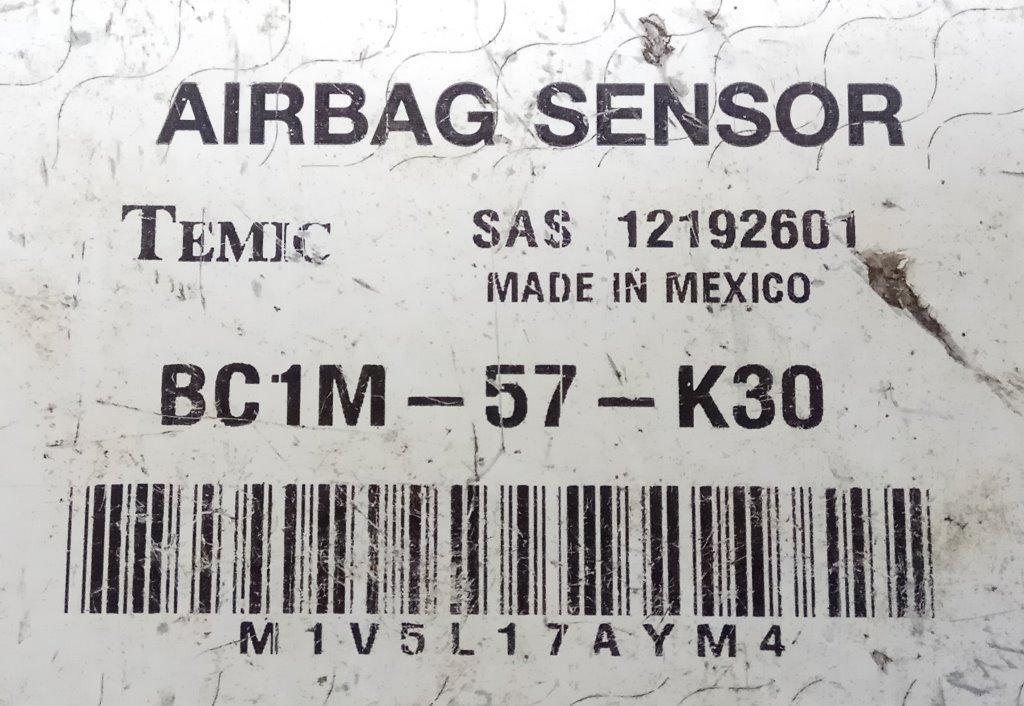 AIRBAG SENSOR
TEMIC SAS 12192601
MADE IN MEXICO
BC1M - 57 - K30
M1V5L17AYM4